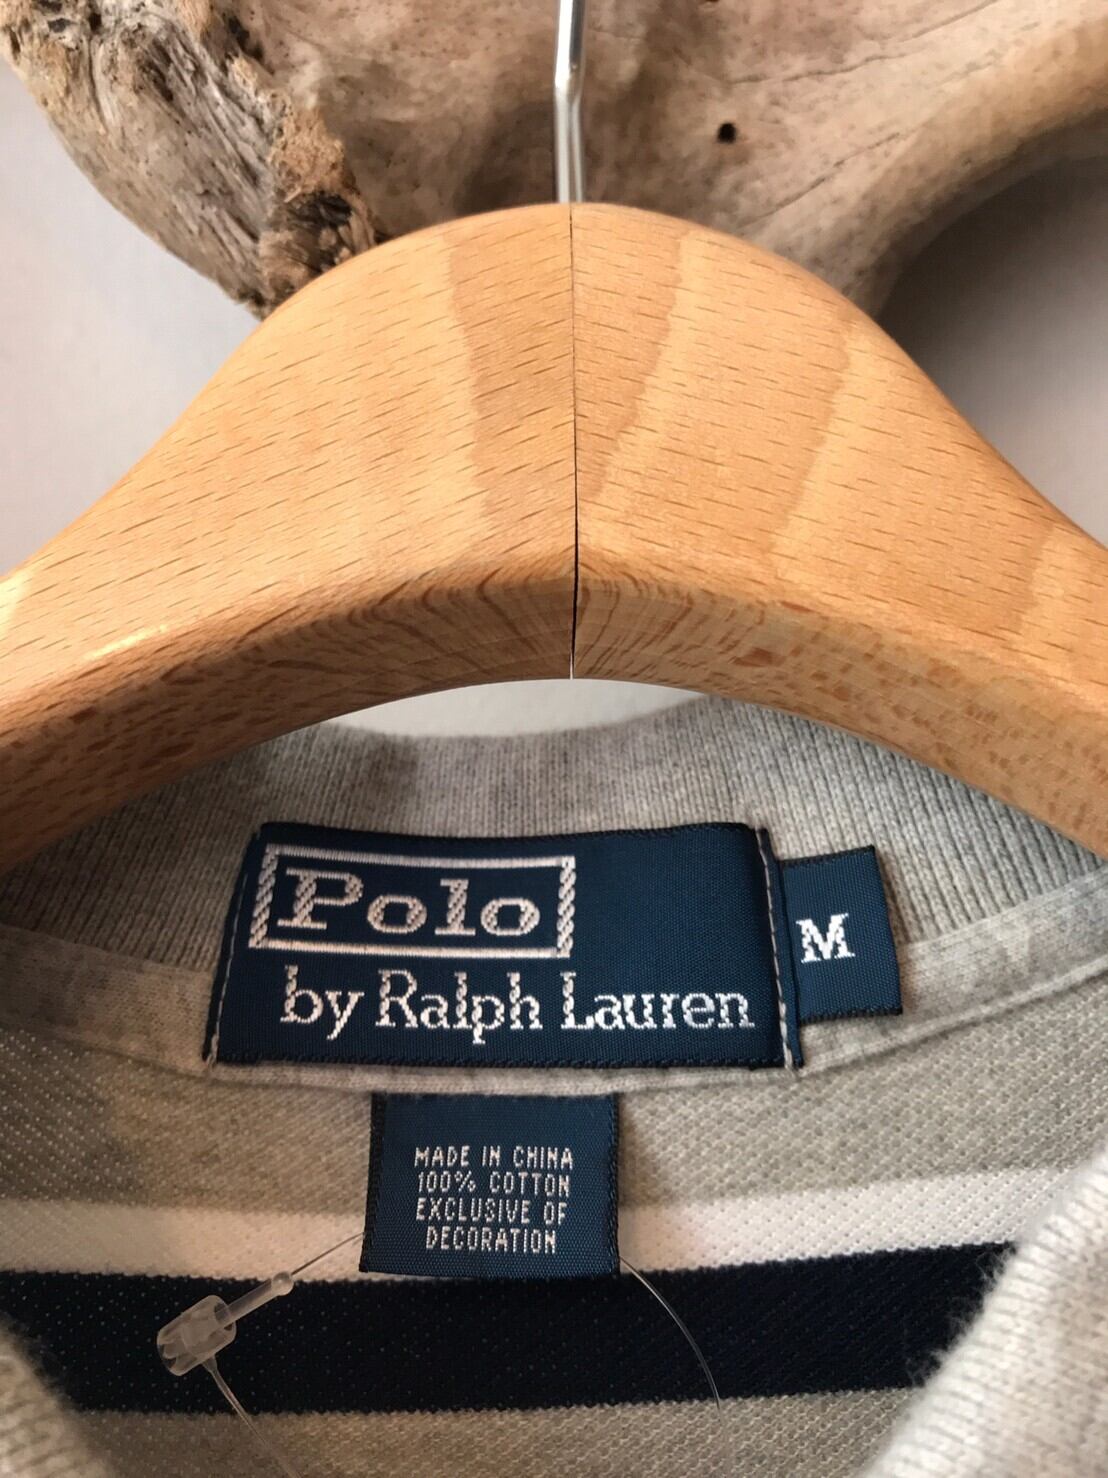 Polo
by Ralph Lauren
M
MADE IN CHINA
100% COTTON
EXCLUSIVE OF
DECORATION